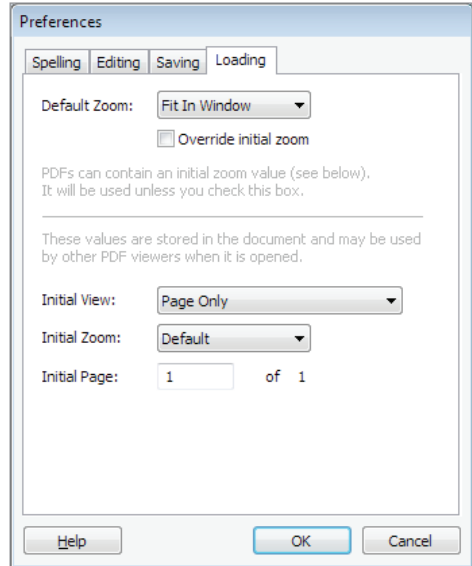 Preferences
Spelling Editing Saving Loading
Default Zoom: Fit In Window
Override initial zoom
PDFs can contain an initial zoom value (see below).
It will be used unless you check this box.
These values are stored in the document and may be used
by other PDF viewers when it is opened.
Initial View: Page Only
Initial Zoom: Default
Initial Page: 1 of 1
Help OK Cancel